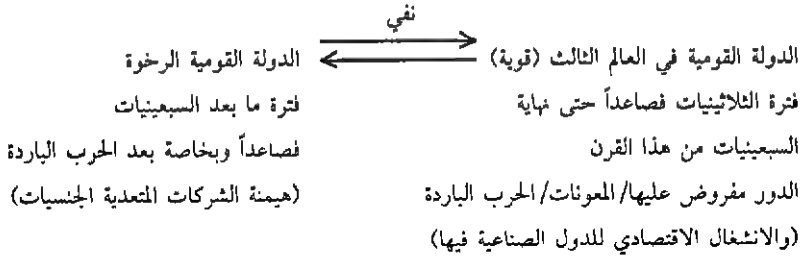 نفي
الدولة القومية في العالم الثالث (قوية)
فترة الثلاثينيات فصاعداً حتى نهاية
السبعينيات من هذا القرن
الدور مفروض عليها/المعونات/الحرب الباردة
(والانشغال الاقتصادي للدول الصناعية فيها)
الدولة القومية الرخوة
فترة ما بعد السبعينيات
فصاعداً وبخاصة بعد الحرب الباردة
(هيمنة الشركات المتعدية الجنسيات)